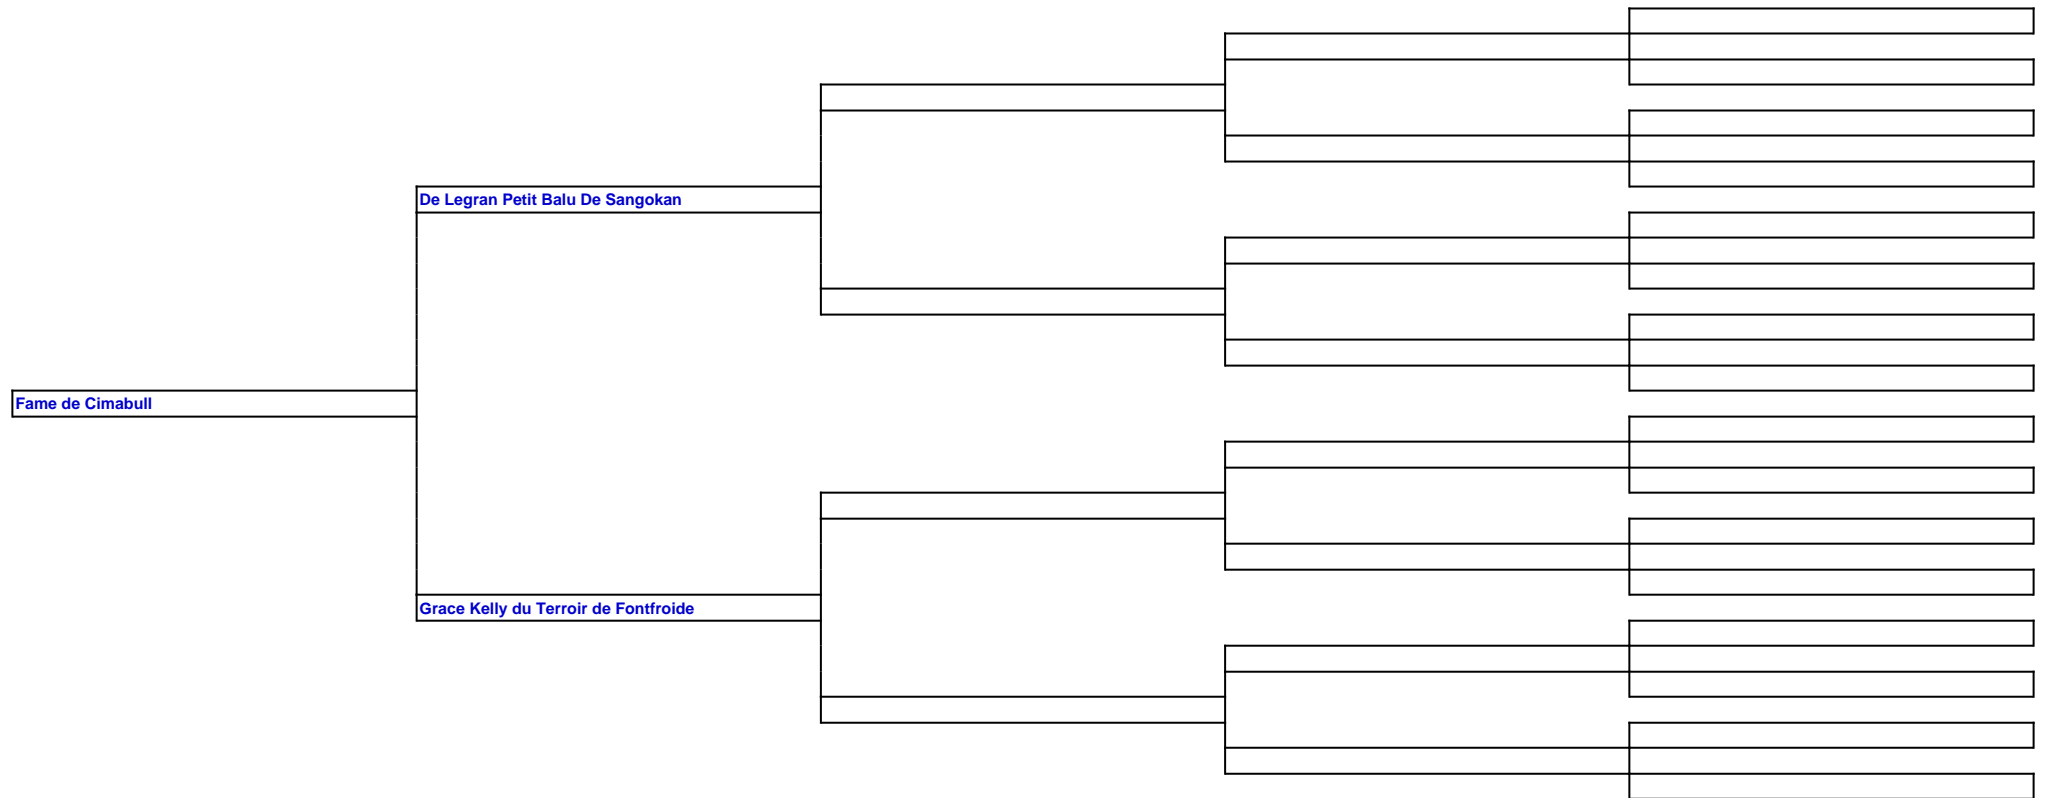 De Legran Petit Balu De Sangokan
Fame de Cimabull
Grace Kelly du Terroir de Fontfroide